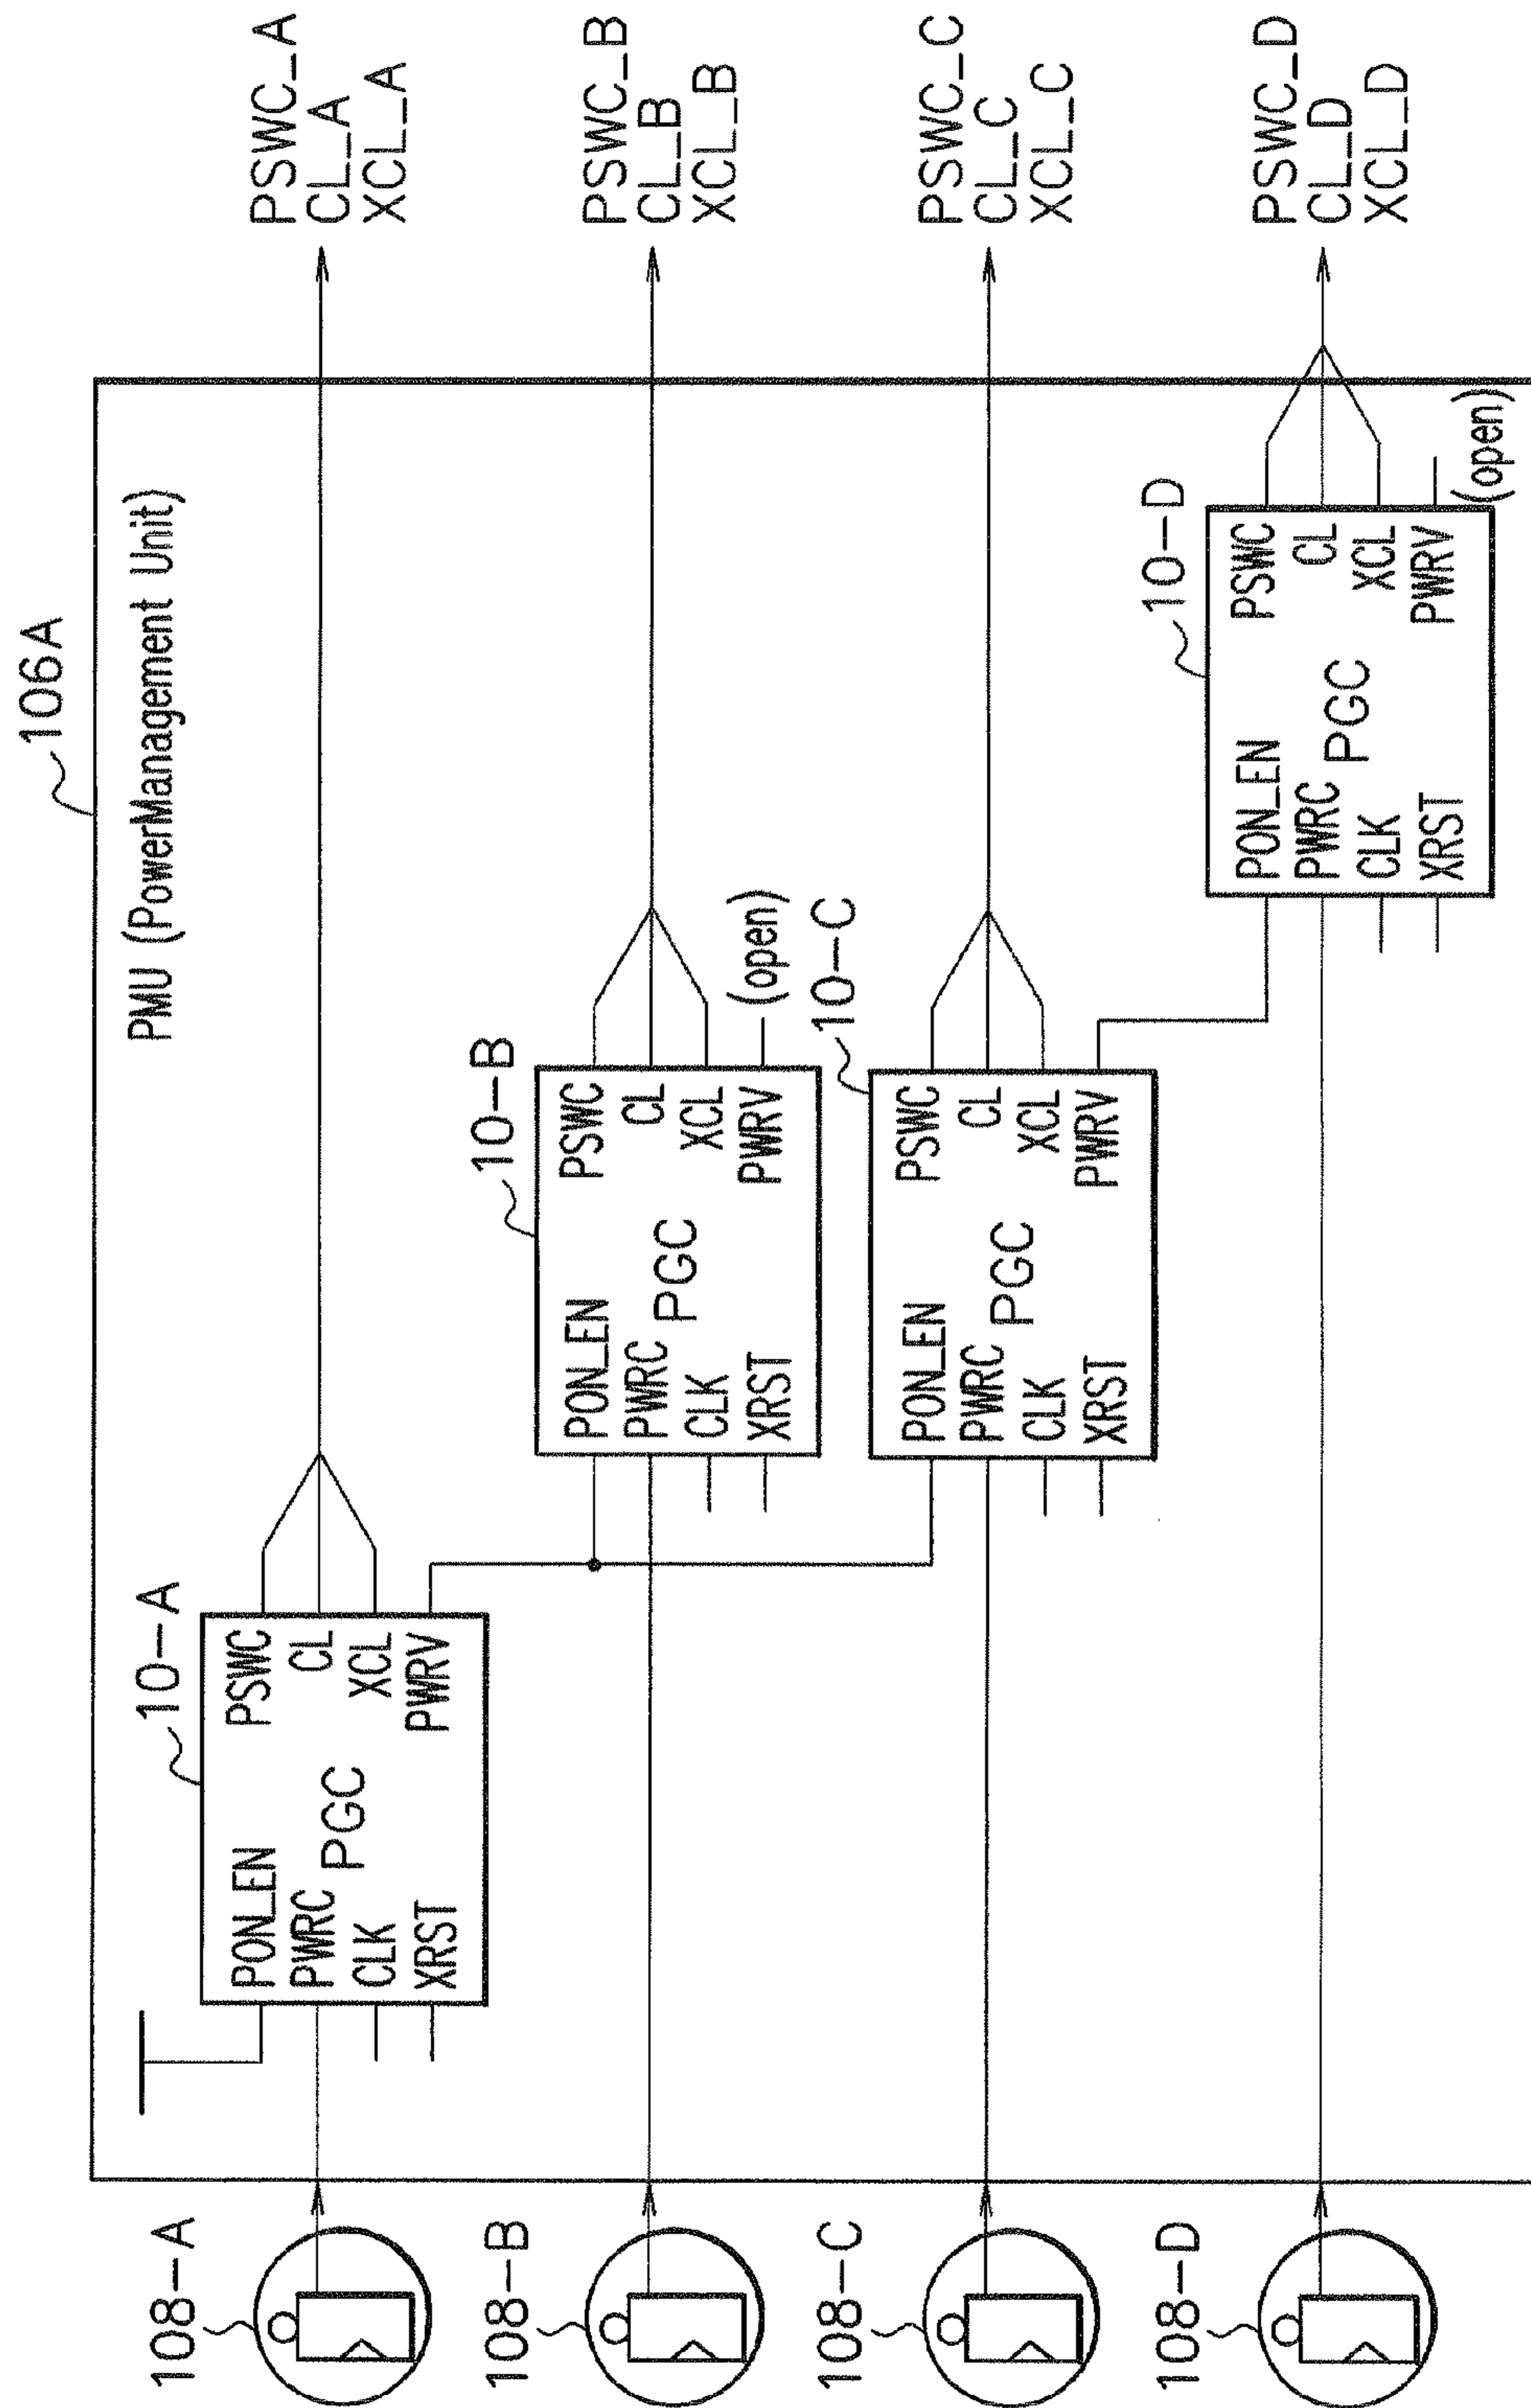 106A
PMU (PowerManagement Unit)
108-A
10-A
PON_EN
PWRC
CLK
XRST
PGC
PSWC
CL
XCL
PWRV
PSWC_A
CL_A
XCL_A
108-B
10-B
PON_EN
PWRC
CLK
XRST
PGC
PSWC
CL
XCL
PWRV
(open)
PSWC_B
CL_B
XCL_B
108-C
10-C
PON_EN
PWRC
CLK
XRST
PGC
PSWC
CL
XCL
PWRV
PSWC_C
CL_C
XCL_C
108-D
10-D
PON_EN
PWRC
CLK
XRST
PGC
PSWC
CL
XCL
PWRV
(open)
PSWC_D
CL_D
XCL_D